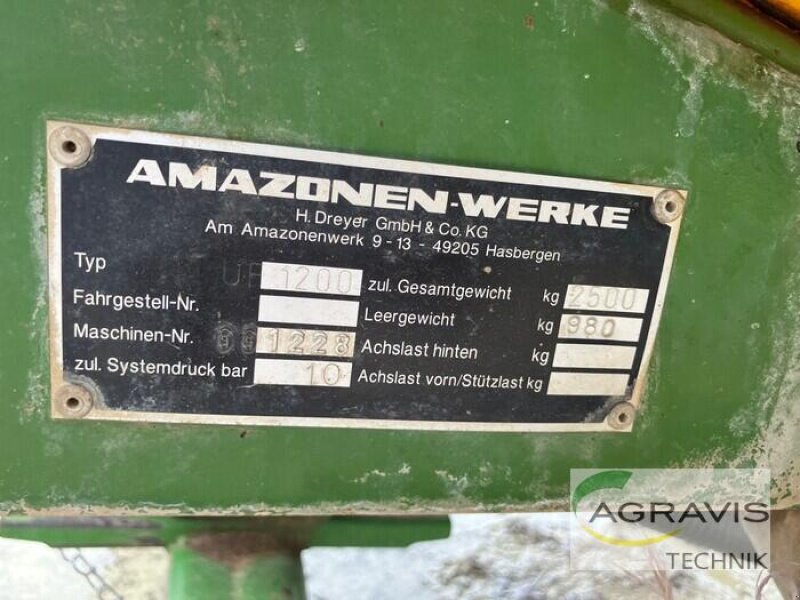 AMAZONEN-WERKE
H. Dreyer GmbH & Co. KG
Am Amazonenwerk 9 - 13 - 49205 Hasbergen
Typ UF 1200 zul. Gesamtgewicht kg 2500
Fahrgestell-Nr. Leergewicht kg 980
Maschinen-Nr. 991228 Achslast hinten kg
zul. Systemdruck bar 10 Achslast vorn/Stützlast kg
AGRAVIS
TECHNIK